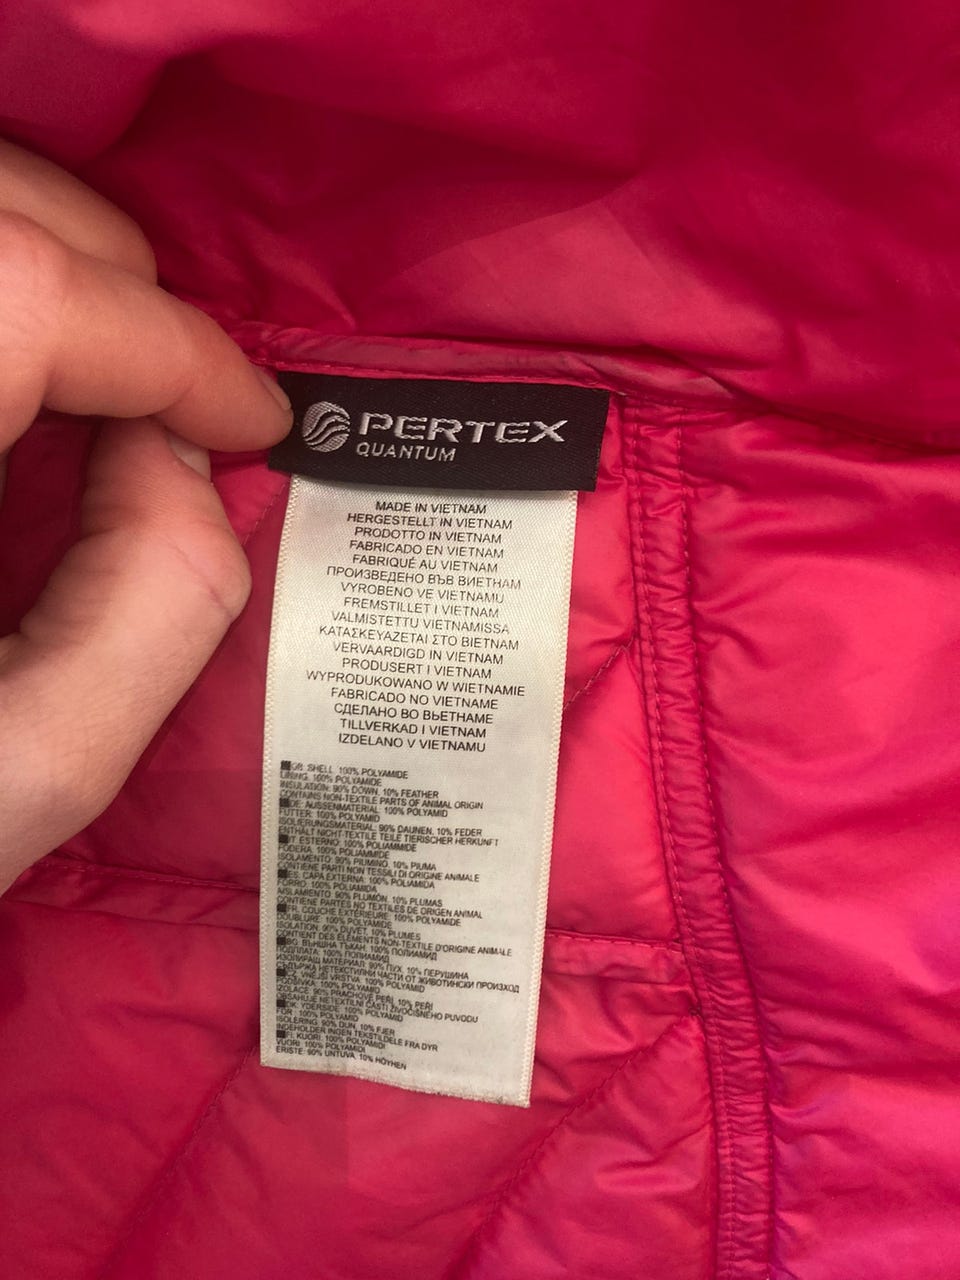 PERTEX
QUANTUM
MADE IN VIETNAM
HERGESTELLT IN VIETNAM
PRODOTTO IN VIETNAM
FABRICADO EN VIETNAM
FABRIQUÉ AU VIETNAM
ПРОИЗВЕДЕНО ВЪВ ВИЕТНАМ
VYROBENO VE VIETNAMU
FREMSTILLET I VIETNAM
VALMISTETTU VIETNAMISSA
ΚΑΤΑΣΚΕΥΑΖΕΤΑΙ ΣΤΟ ΒΙΕΤΝΑΜ
VERVAARDIGD IN VIETNAM
PRODUSERT I VIETNAM
WYPRODUKOWANO W WIETNAMIE
FABRICADO NO VIETNAME
СДЕЛАНО ВО ВЬЕТНАМЕ
TILLVERKAD I VIETNAM
IZDELANO V VIETNAMU
GB: SHELL: 100% POLYAMIDE
LINING: 100% POLYAMIDE
INSULATION: 90% DOWN, 10% FEATHER
CONTAINS NON-TEXTILE PARTS OF ANIMAL ORIGIN
DE: AUSSENMATERIAL: 100% POLYAMID
FUTTER: 100% POLYAMID
ISOLIERUNGSMATERIAL: 90% DAUNEN, 10% FEDER
ENTHÄLT NICHT-TEXTILE TEILE TIERISCHER HERKUNFT
IT: ESTERNO: 100% POLIAMMIDE
FODERA: 100% POLIAMMIDE
ISOLAMENTO: 90% PIUMINO, 10% PIUMA
CONTIENE PARTI NON TESSILI DI ORIGINE ANIMALE
ES: CAPA EXTERNA: 100% POLIAMIDA
FORRO: 100% POLIAMIDA
AISLAMIENTO: 90% PLUMÓN, 10% PLUMAS
CONTIENE PARTES NO TEXTILES DE ORIGEN ANIMAL
FR: COUCHE EXTÉRIEURE: 100% POLYAMIDE
DOUBLURE: 100% POLYAMIDE
ISOLATION: 90% DUVET, 10% PLUMES
CONTIENT DES ÉLÉMENTS NON-TEXTILE D'ORIGINE ANIMALE
BG: ВЪНШНА ТЪКАН: 100% ПОЛИАМИД
ПОДПЛАТА: 100% ПОЛИАМИД
ИЗОЛИРАЩ МАТЕРИАЛ: 90% ПУХ, 10% ПЕРУШИНА
СЪДЪРЖА НЕТЕКСТИЛНИ ЧАСТИ ОТ ЖИВОТИНСКИ ПРОИЗХОД
CZ: VNĚJŠÍ VRSTVA: 100% POLYAMID
PODŠÍVKA: 100% POLYAMID
IZOLACE: 90% PRACHOVÉ PEŘÍ, 10% PEŘÍ
OBSAHUJE NETEXTILNÍ ČÁSTI ŽIVOČIŠNÉHO PUVODU
DK: YDERSIDE: 100% POLYAMID
FOR: 100% POLYAMID
ISOLERING: 90% DUN, 10% FJER
INDEHOLDER INGEN TEKSTILDELE FRA DYR
FI: KUORI: 100% POLYAMIDI
VUORI: 100% POLYAMIDI
ERISTE: 90% UNTUVA, 10% HÖYHEN